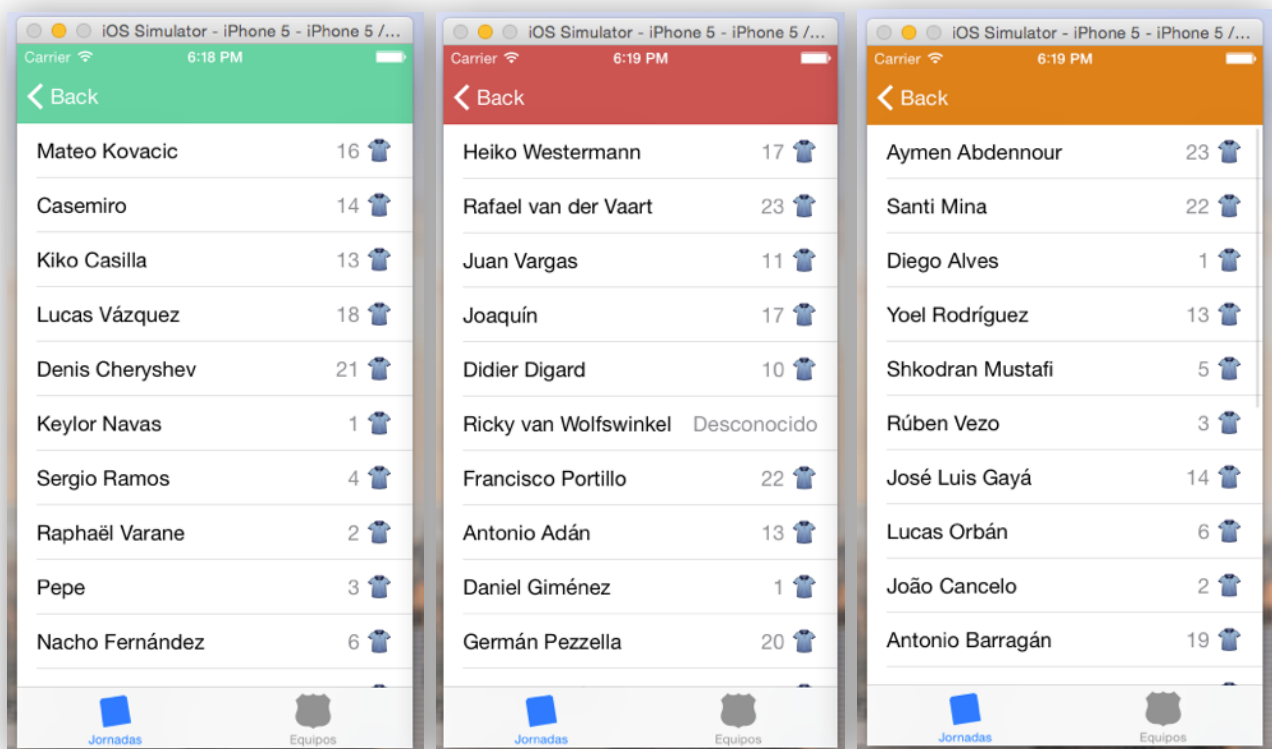 iOS Simulator - iPhone 5 - iPhone 5 /...
Carrier 6:18 PM
Back
Mateo Kovacic 16
Casemiro 14
Kiko Casilla 13
Lucas Vázquez 18
Denis Cheryshev 21
Keylor Navas 1
Sergio Ramos 4
Raphaël Varane 2
Pepe 3
Nacho Fernández 6
Jornadas Equipos
iOS Simulator - iPhone 5 - iPhone 5 /...
Carrier 6:19 PM
Back
Heiko Westermann 17
Rafael van der Vaart 23
Juan Vargas 11
Joaquín 17
Didier Digard 10
Ricky van Wolfswinkel Desconocido
Francisco Portillo 22
Antonio Adán 13
Daniel Giménez 1
Germán Pezzella 20
Jornadas Equipos
iOS Simulator - iPhone 5 - iPhone 5 /...
Carrier 6:19 PM
Back
Aymen Abdennour 23
Santi Mina 22
Diego Alves 1
Yoel Rodríguez 13
Shkodran Mustafi 5
Rúben Vezo 3
José Luis Gayá 14
Lucas Orbán 6
João Cancelo 2
Antonio Barragán 19
Jornadas Equipos